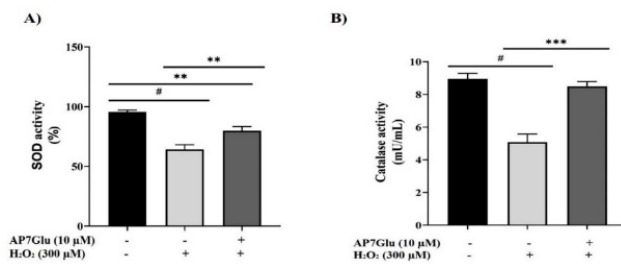 A)
B)
150
100
50
0
SOD activity
(%)
**
**
#
AP7Glu (10 µM) - - +
H₂O₂ (300 µM) - + +
10
8
6
4
2
0
Catalase activity
(mU/mL)
***
#
AP7Glu (10 µM) - - +
H₂O₂ (300 µM) - + +